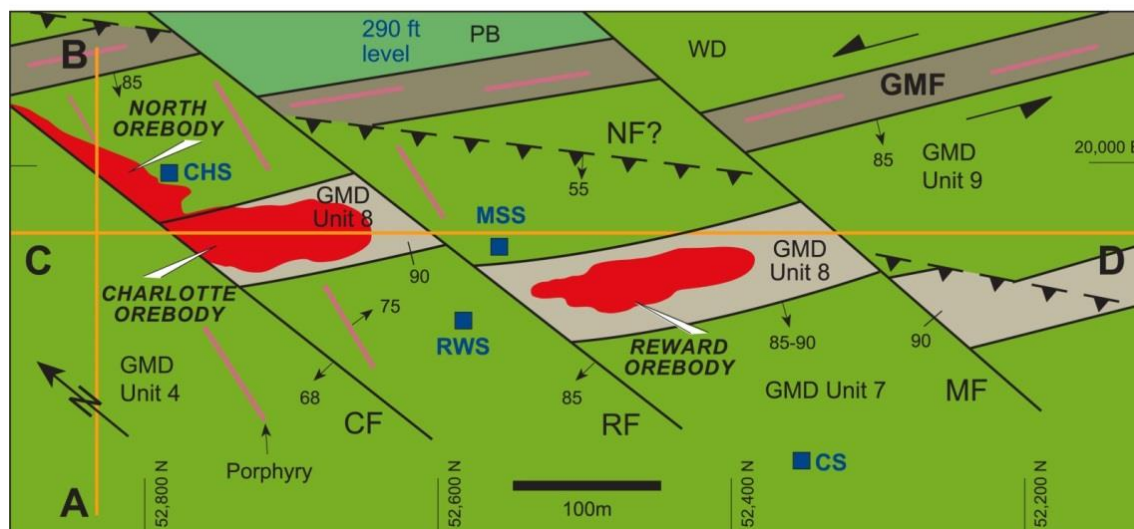 B
85
NORTH
OREBODY
CHS
290 ft
level
PB
WD
GMF
NF?
55
85
GMD
Unit 9
20,000 E
C
GMD
Unit 8
MSS
90
GMD
Unit 8
D
CHARLOTTE
OREBODY
75
RWS
REWARD
OREBODY
85-90
90
GMD
Unit 4
N
68
CF
85
RF
GMD Unit 7
MF
Porphyry
CS
A
52,800 N
52,600 N
100m
52,400 N
52,200 N